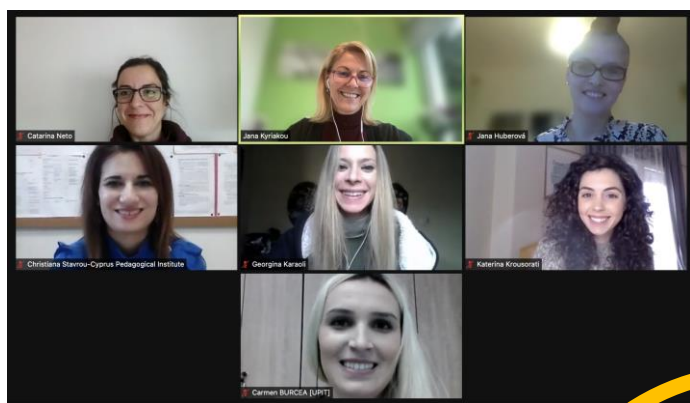 Catarina Neto
Jana Kyriakou
Jana Huberová
Christiana Stavrou-Cyprus Pedagogical Institute
Georgina Karaoli
Katerina Krousorati
Carmen BURCEA [UPIT]